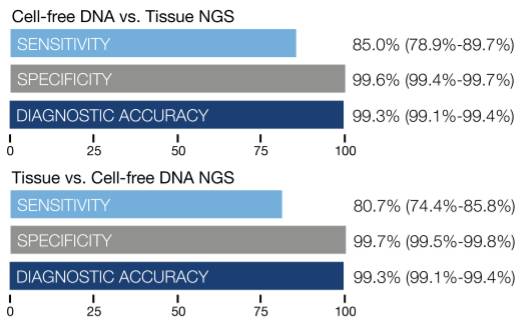 Cell-free DNA vs. Tissue NGS
SENSITIVITY 85.0% (78.9%-89.7%)
SPECIFICITY 99.6% (99.4%-99.7%)
DIAGNOSTIC ACCURACY 99.3% (99.1%-99.4%)
0 25 50 75 100
Tissue vs. Cell-free DNA NGS
SENSITIVITY 80.7% (74.4%-85.8%)
SPECIFICITY 99.7% (99.5%-99.8%)
DIAGNOSTIC ACCURACY 99.3% (99.1%-99.4%)
0 25 50 75 100